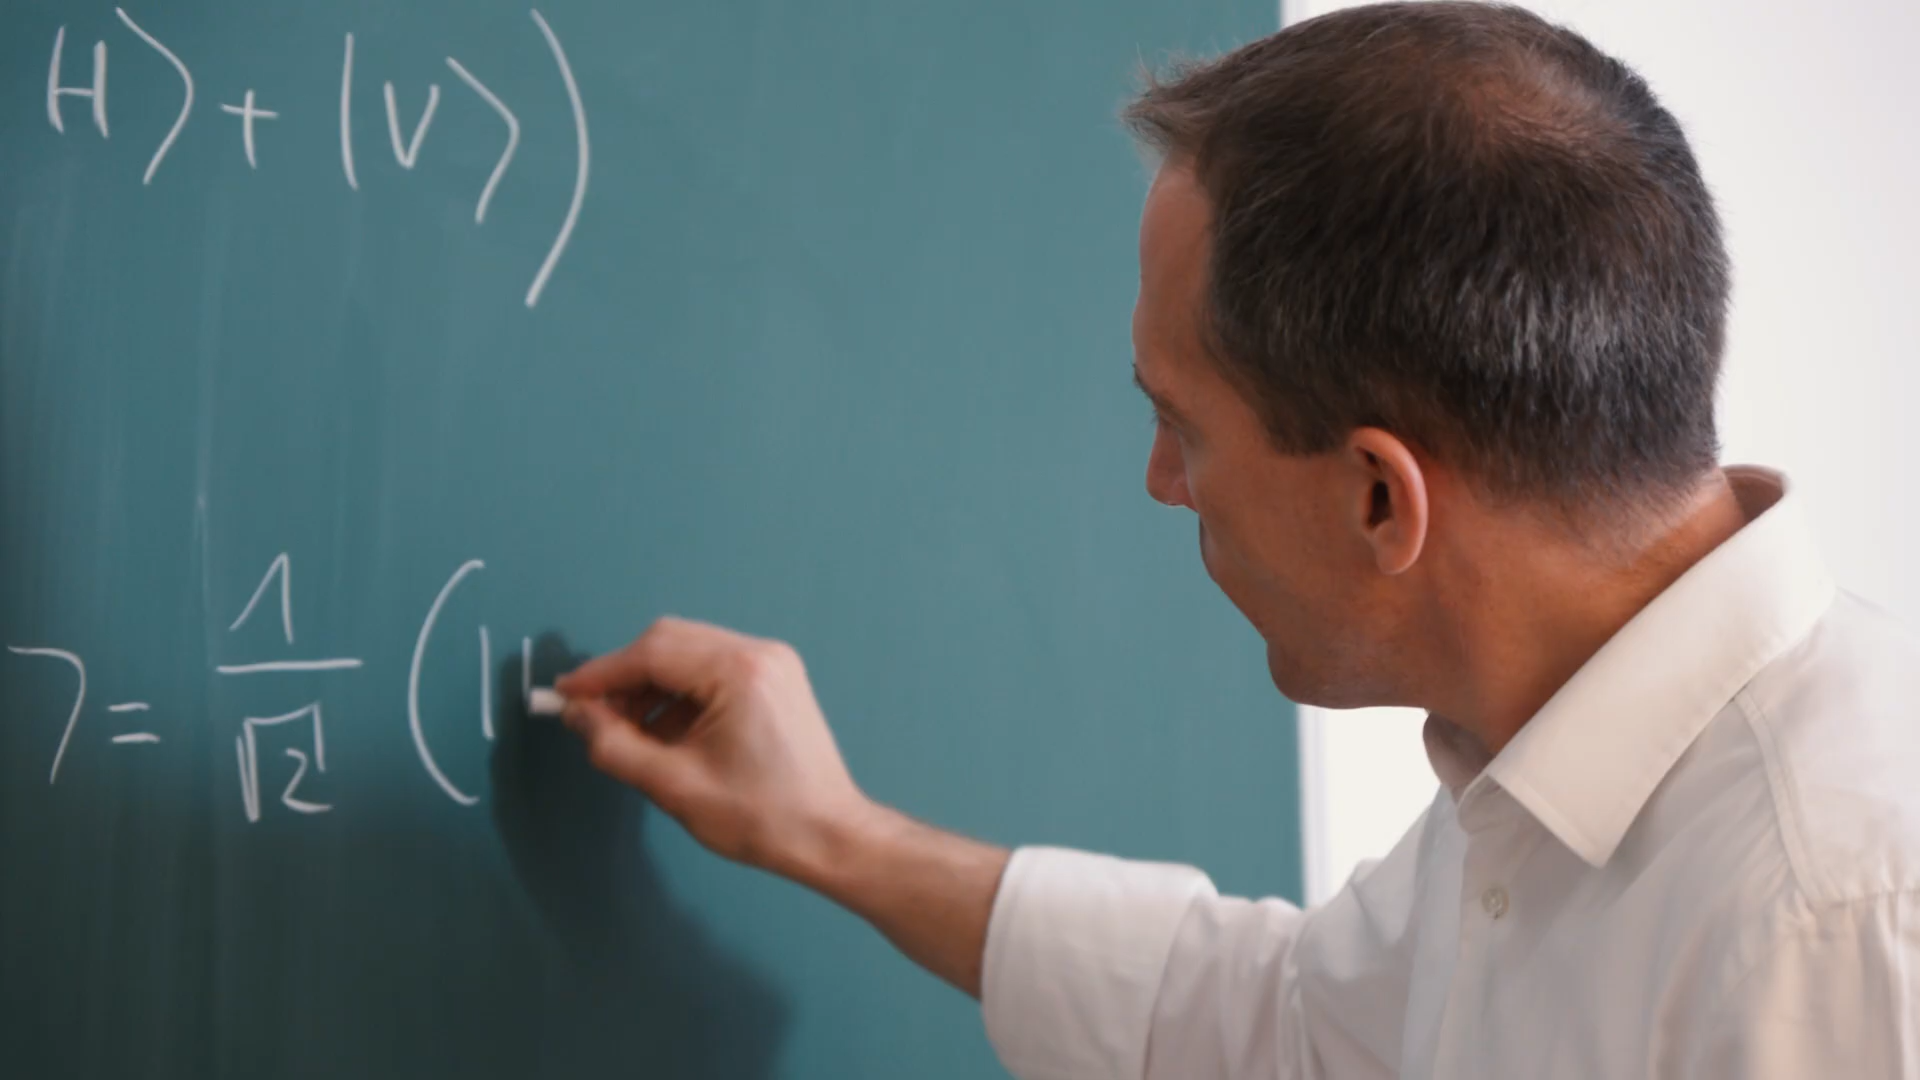 H⟩ + |V⟩)
⟩ = 1/√2 (|